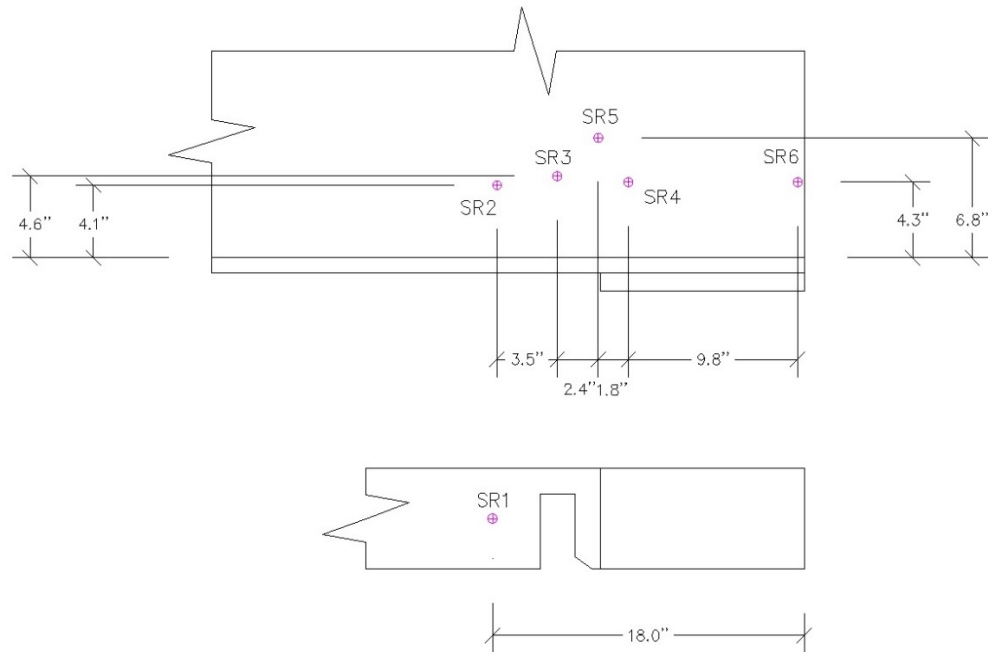 SR5
SR3
SR6
SR2
SR4
4.6”
4.1”
4.3”
6.8”
3.5”
9.8”
2.4”1.8”
SR1
18.0”